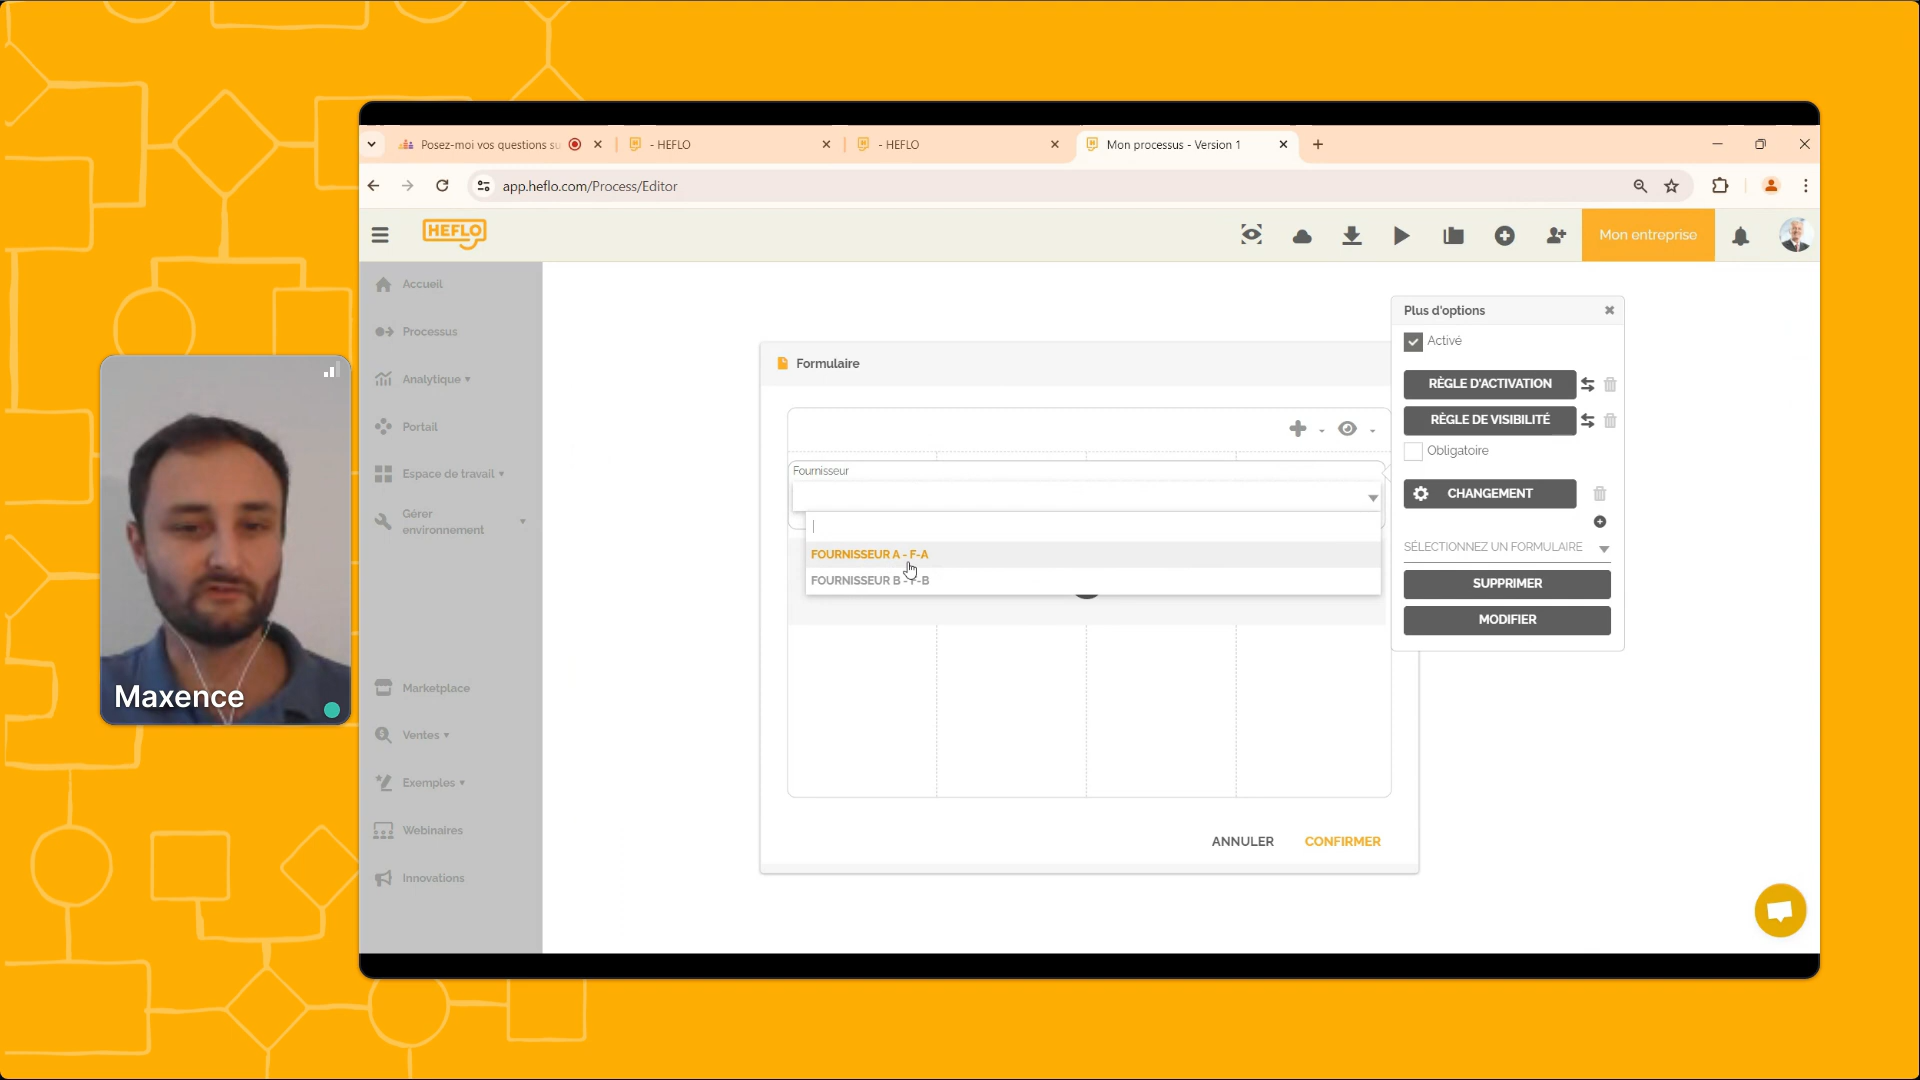 Posez-moi vos questions su
- HEFLO
- HEFLO
Mon processus - Version 1
app.heflo.com/Process/Editor
HEFLO
Mon entreprise
Accueil
Processus
Analytique
Portail
Espace de travail
Gérer
environnement
Marketplace
Ventes
Exemples
Webinaires
Innovations
Maxence
Formulaire
Fournisseur
FOURNISSEUR A - F-A
FOURNISSEUR B - F-B
ANNULER
CONFIRMER
Plus d'options
Activé
RÈGLE D'ACTIVATION
RÈGLE DE VISIBILITÉ
Obligatoire
CHANGEMENT
SÉLECTIONNEZ UN FORMULAIRE
SUPPRIMER
MODIFIER